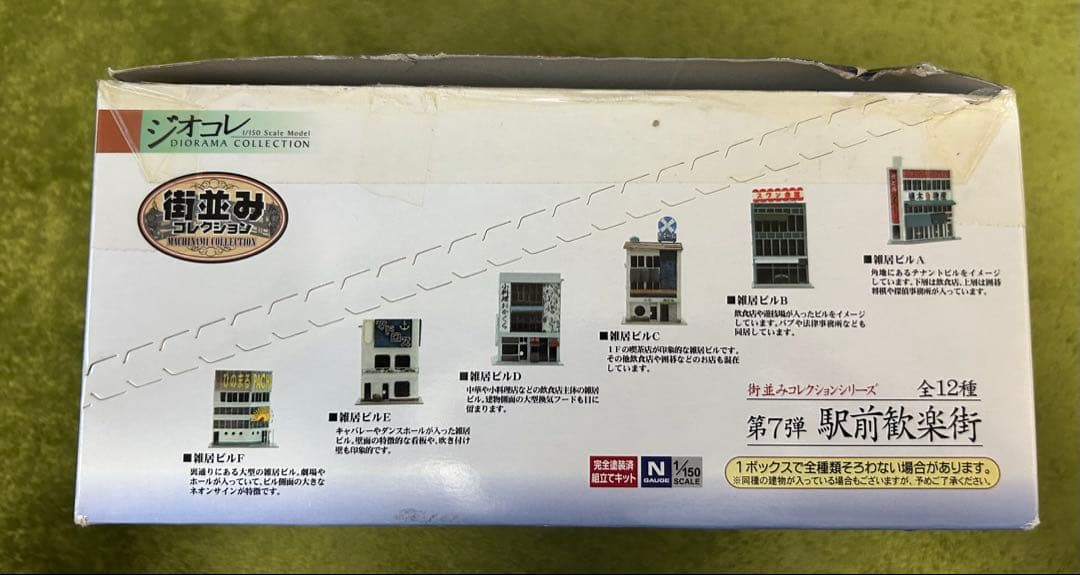 ジオコレ
1/150 Scale Model
DIORAMA COLLECTION
街並み
コレクション
MACHINAMI COLLECTION
■雑居ビルA
角地にあるテナントビルをイメージ
しています。下層は飲食店、上層は囲碁
将棋や探偵事務所が入っています。
スワン会館
■雑居ビルB
飲食店や遊技場が入ったビルをイメージ
しています。パブや法律事務所なども
同居しています。
■雑居ビルC
1Fの喫茶店が印象的な雑居ビルです。
その他飲食店や囲碁などのお店も混在
しています。
■雑居ビルD
中華や小料理店などの飲食店主体の雑居
ビル。建物側面の大型換気フードも目に
留まります。
■雑居ビルE
キャバレーやダンスホールが入った雑居
ビル。壁面の特徴的な看板や、吹き付け
壁も印象的です。
ひのまる PACH
■雑居ビルF
裏通りにある大型の雑居ビル。劇場や
ホールが入っていて、ビル側面の大きな
ネオンサインが特徴です。
街並みコレクションシリーズ 全12種
第7弾 駅前歓楽街
完全塗装済
組立てキット
N
GAUGE
1/150
SCALE
1ボックスで全種類そろわない場合があります。
※同種の建物が入っている場合もございますが、予めご了承ください。